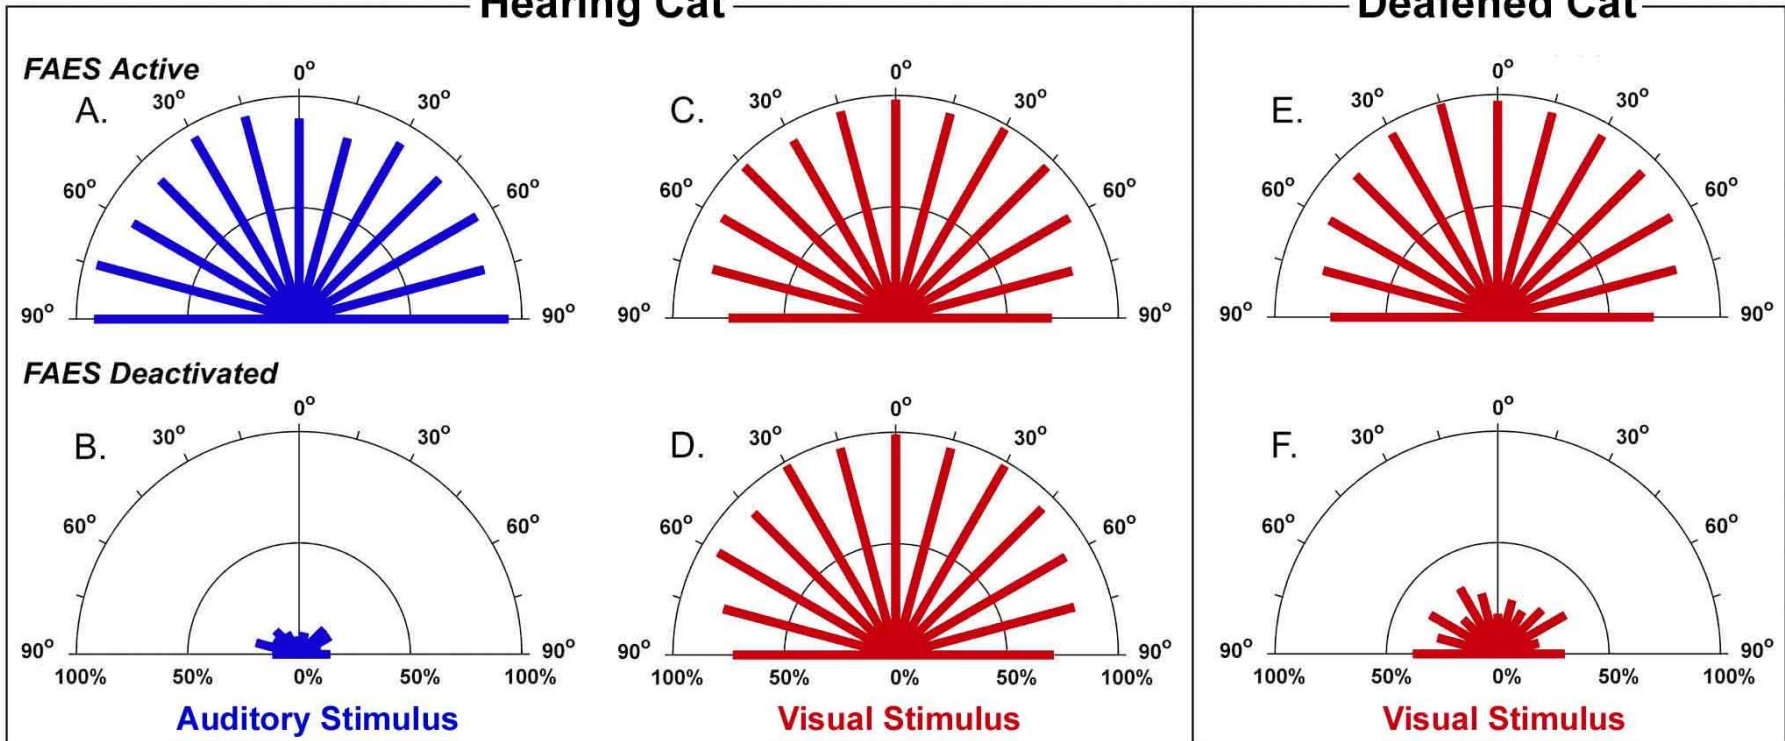 Hearing Cat
Deafened Cat
FAES Active
A.
0°
30°
30°
60°
60°
90°
90°
C.
0°
30°
30°
60°
60°
90°
90°
E.
0°
30°
30°
60°
60°
90°
90°
FAES Deactivated
B.
0°
30°
30°
60°
60°
90°
90°
100% 50% 0% 50% 100%
Auditory Stimulus
D.
0°
30°
30°
60°
60°
90°
90°
100% 50% 0% 50% 100%
Visual Stimulus
F.
0°
30°
30°
60°
60°
90°
90°
100% 50% 0% 50% 100%
Visual Stimulus